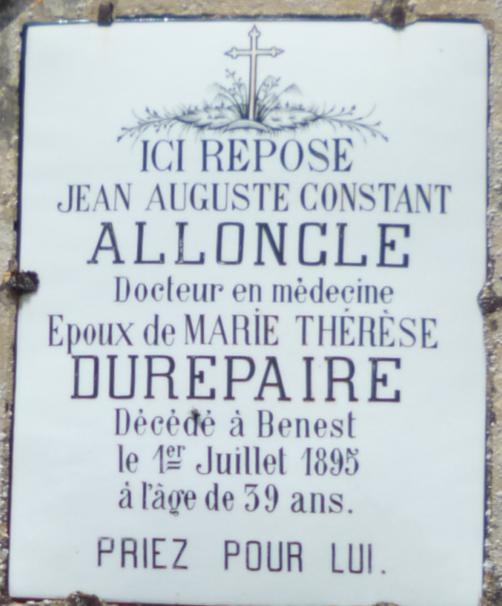 ICI REPOSE
JEAN AUGUSTE CONSTANT
ALLONCLE
Docteur en médecine
Epoux de MARIE THÉRÈSE
DUREPAIRE
Décédé à Benest
le 1er Juillet 1895
à l'âge de 39 ans.
PRIEZ POUR LUI.